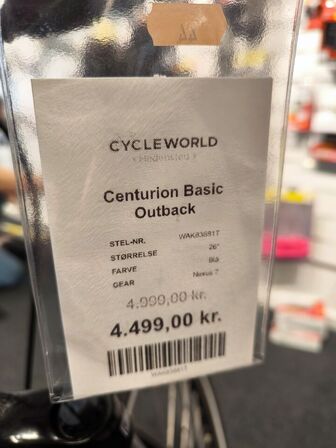 CYCLEWORLD
Centurion Basic
Outback
STEL-NR. WAK83881T
STØRRELSE 26"
FARVE Blå
GEAR Nexus 7
4.999,00 kr.
4.499,00 kr.